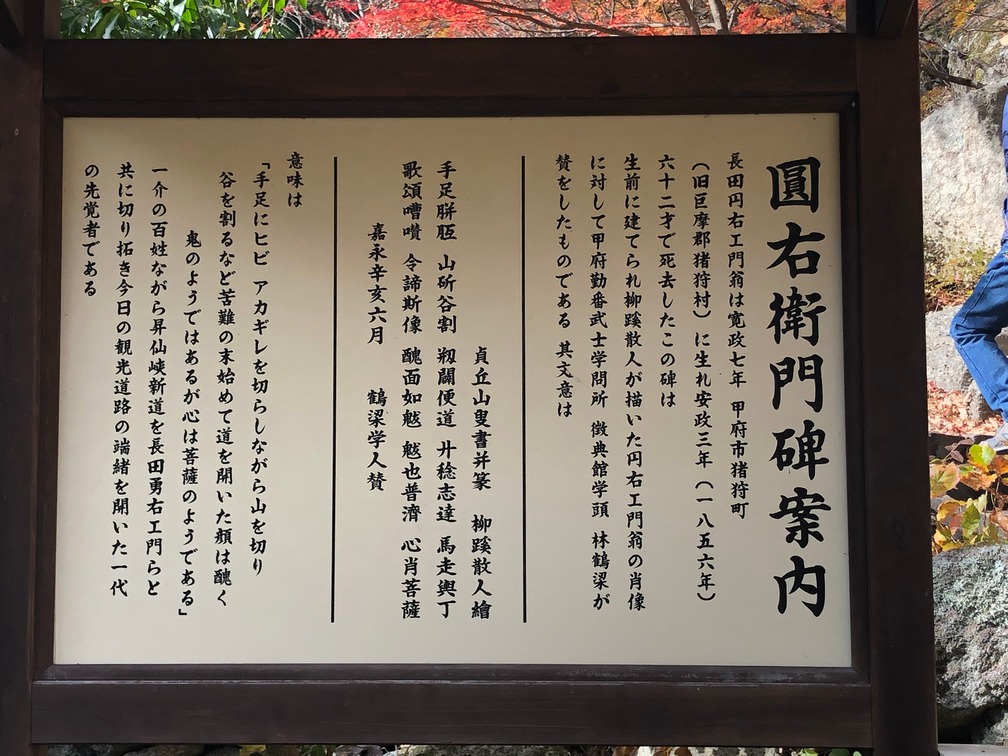 圓右衛門碑案内
長田円右エ門翁は寛政七年 甲府市猪狩町
(旧巨摩郡猪狩村)に生れ安政三年(一八五六年)
六十二才で死去したこの碑は
生前に建てられ柳蹊散人が描いた円右エ門翁の肖像
に対して甲府勤番武士学問所 徴典館学頭 林鶴梁が
賛をしたものである 其文意は
貞丘山叟書并篆 柳蹊散人繪
手足胼胝 山斫谷割 剏闢便道 廾稔志達 馬走輿丁
歌頌嘈囋 令諦斯像 醜面如魃 魃也普濟 心肖菩薩
嘉永辛亥六月 鶴梁学人賛
意味は
「手足にヒビ アカギレを切らしながら山を切り
谷を割るなど苦難の末始めて道を開いた顔は醜く
鬼のようではあるが心は菩薩のようである」
一介の百姓ながら昇仙峡新道を長田勇右エ門らと
共に切り拓き今日の観光道路の端緒を開いた一代
の先覚者である